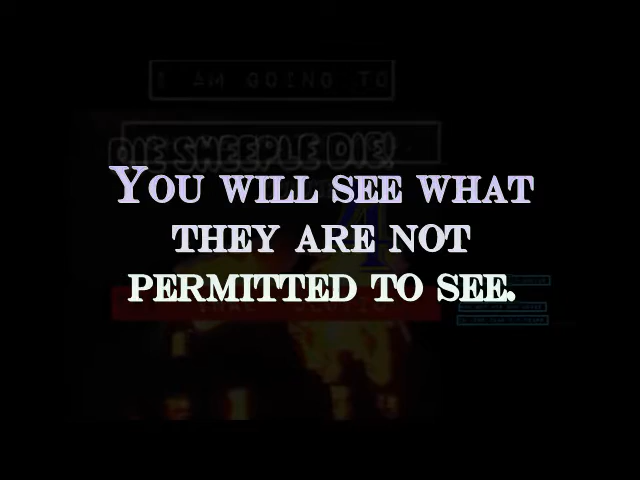 I AM GOING TO
DIE SHEEPLE DIE!
YOU WILL SEE WHAT
THEY ARE NOT
PERMITTED TO SEE.